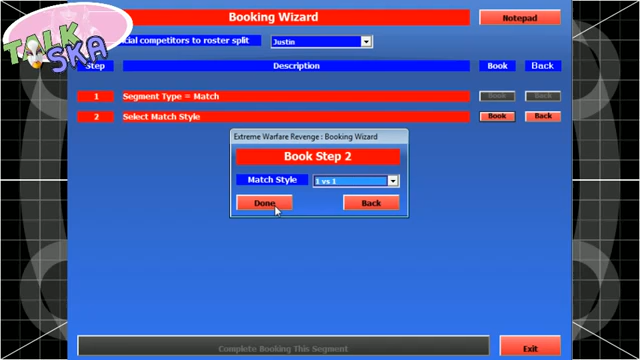 Booking Wizard
Notepad
TALK
SKA
cial competitors to roster split
Justin
Step
Description
Book
Back
1
Segment Type = Match
Book
Back
2
Select Match Style
Book
Back
Extreme Warfare Revenge : Booking Wizard
Book Step 2
Match Style
1 vs 1
Done
Back
Complete Booking This Segment
Exit